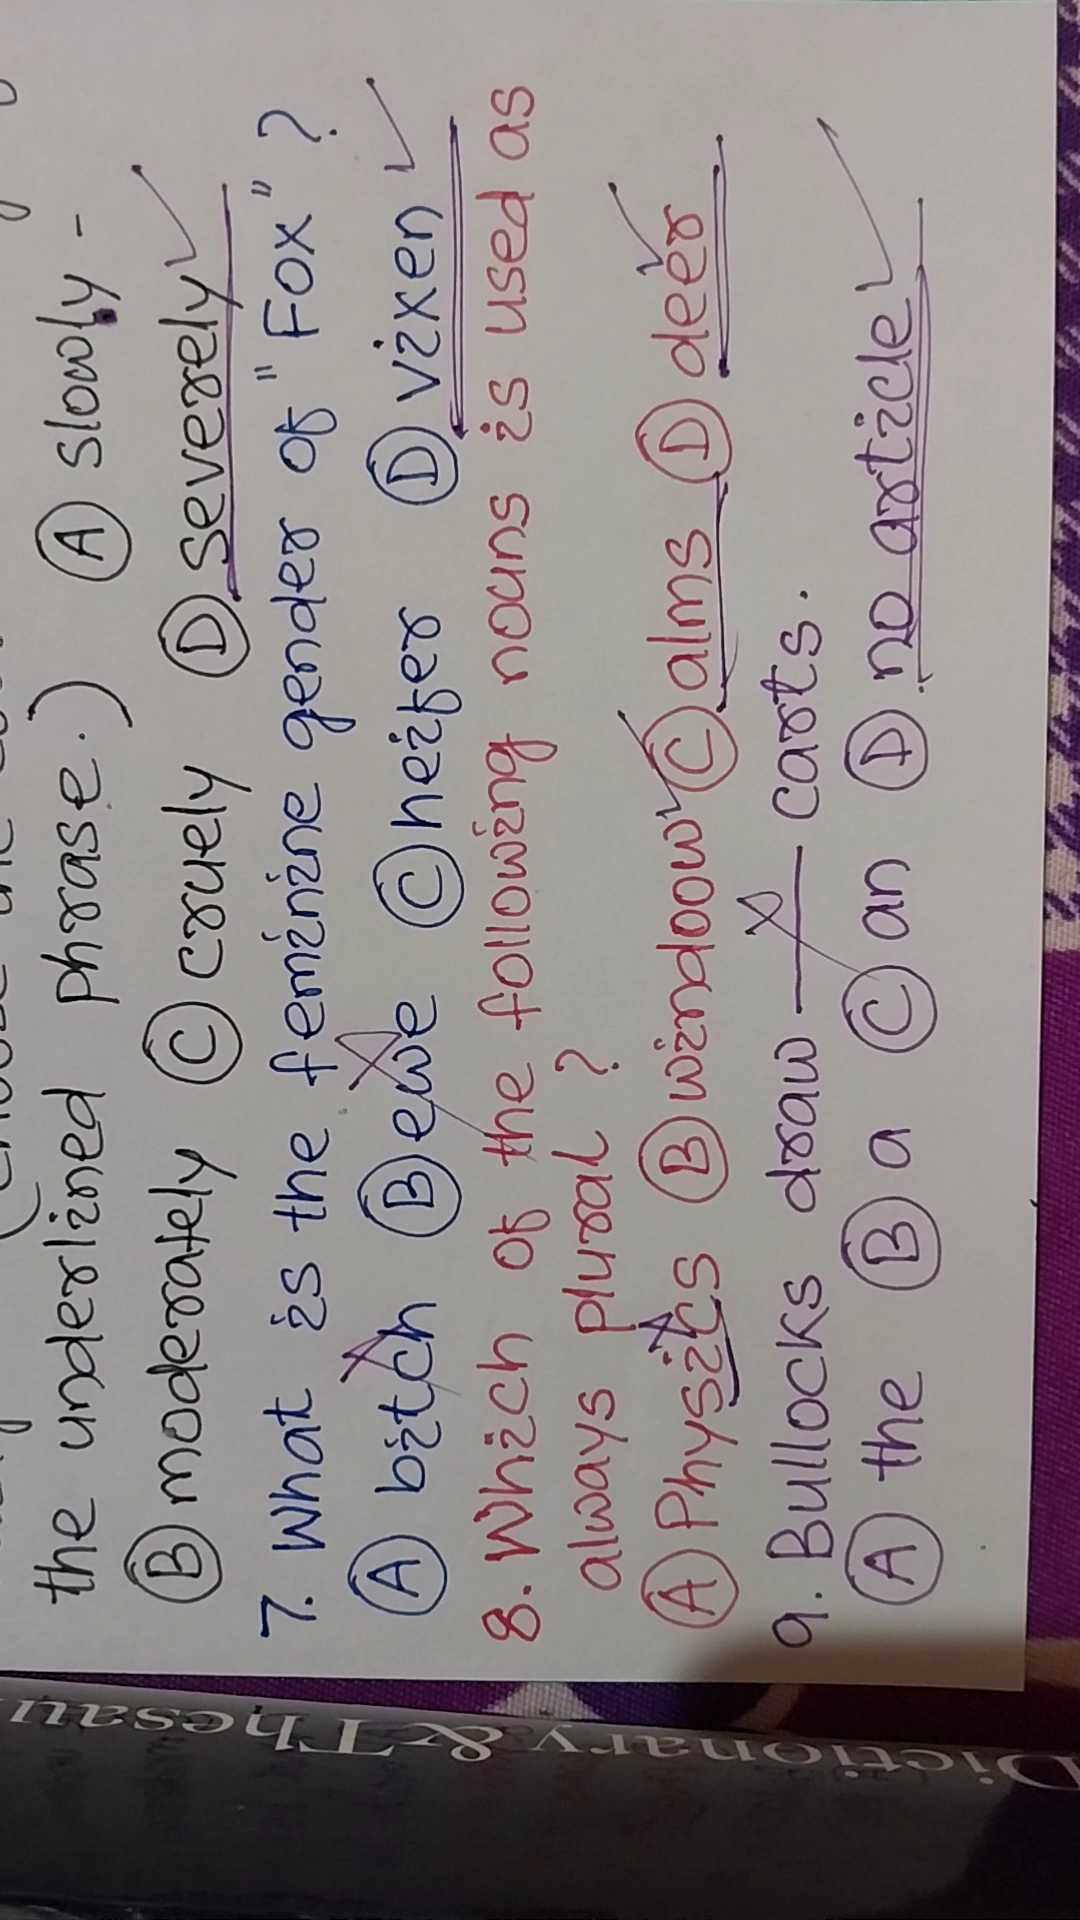 the underlined phrase.) Ⓐ slowly -
Ⓑ moderately Ⓒ cruely Ⓓ severely
7. What is the feminine gender of "Fox"?
Ⓐ bitch Ⓑ ewe Ⓒ heifer Ⓓ vixen
8. Which of the following nouns is used as
always plural ?
Ⓐ Physics Ⓑ windoow Ⓒ alms Ⓓ deer
9. Bullocks draw — carts.
Ⓐ the Ⓑ a Ⓒ an Ⓓ no article
Dictionary & Thesau